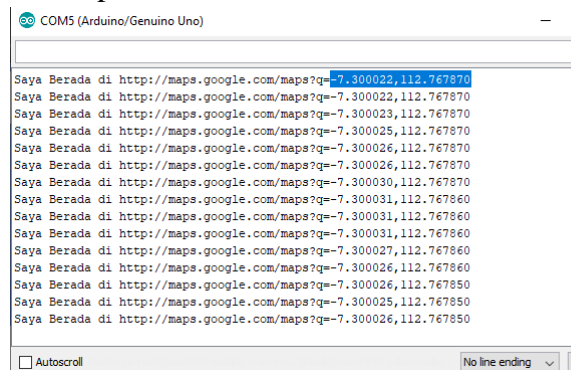 COM5 (Arduino/Genuino Uno)
Saya Berada di http://maps.google.com/maps?q=-7.300022,112.767870
Saya Berada di http://maps.google.com/maps?q=-7.300022,112.767870
Saya Berada di http://maps.google.com/maps?q=-7.300023,112.767870
Saya Berada di http://maps.google.com/maps?q=-7.300025,112.767870
Saya Berada di http://maps.google.com/maps?q=-7.300026,112.767870
Saya Berada di http://maps.google.com/maps?q=-7.300026,112.767870
Saya Berada di http://maps.google.com/maps?q=-7.300030,112.767870
Saya Berada di http://maps.google.com/maps?q=-7.300031,112.767860
Saya Berada di http://maps.google.com/maps?q=-7.300031,112.767860
Saya Berada di http://maps.google.com/maps?q=-7.300031,112.767860
Saya Berada di http://maps.google.com/maps?q=-7.300027,112.767860
Saya Berada di http://maps.google.com/maps?q=-7.300026,112.767860
Saya Berada di http://maps.google.com/maps?q=-7.300026,112.767850
Saya Berada di http://maps.google.com/maps?q=-7.300025,112.767850
Saya Berada di http://maps.google.com/maps?q=-7.300026,112.767850
Autoscroll No line ending